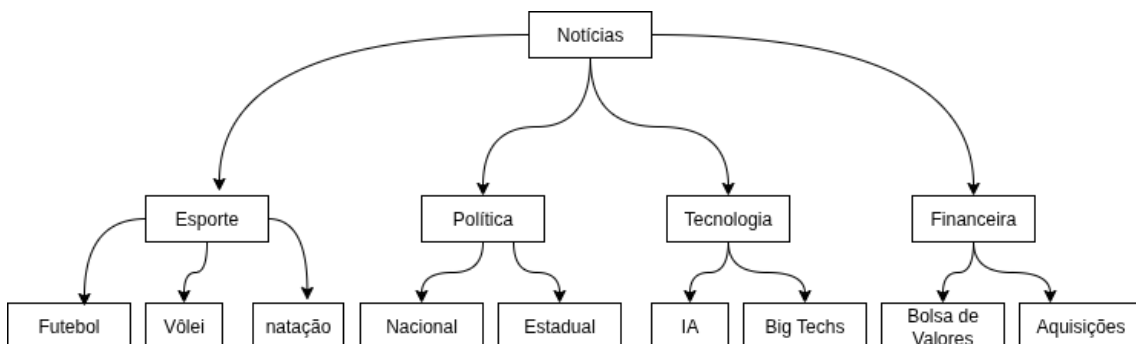 Notícias
Esporte
Política
Tecnologia
Financeira
Futebol
Vôlei
natação
Nacional
Estadual
IA
Big Techs
Bolsa de
Valores
Aquisições